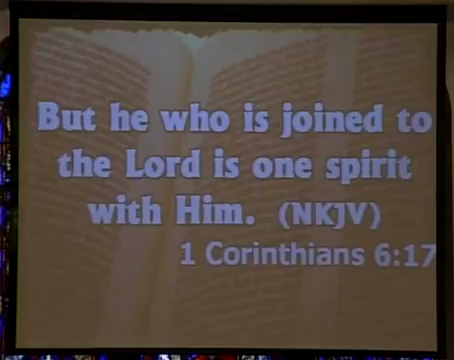 But he who is joined to
the Lord is one spirit
with Him. (NKJV)
1 Corinthians 6:17